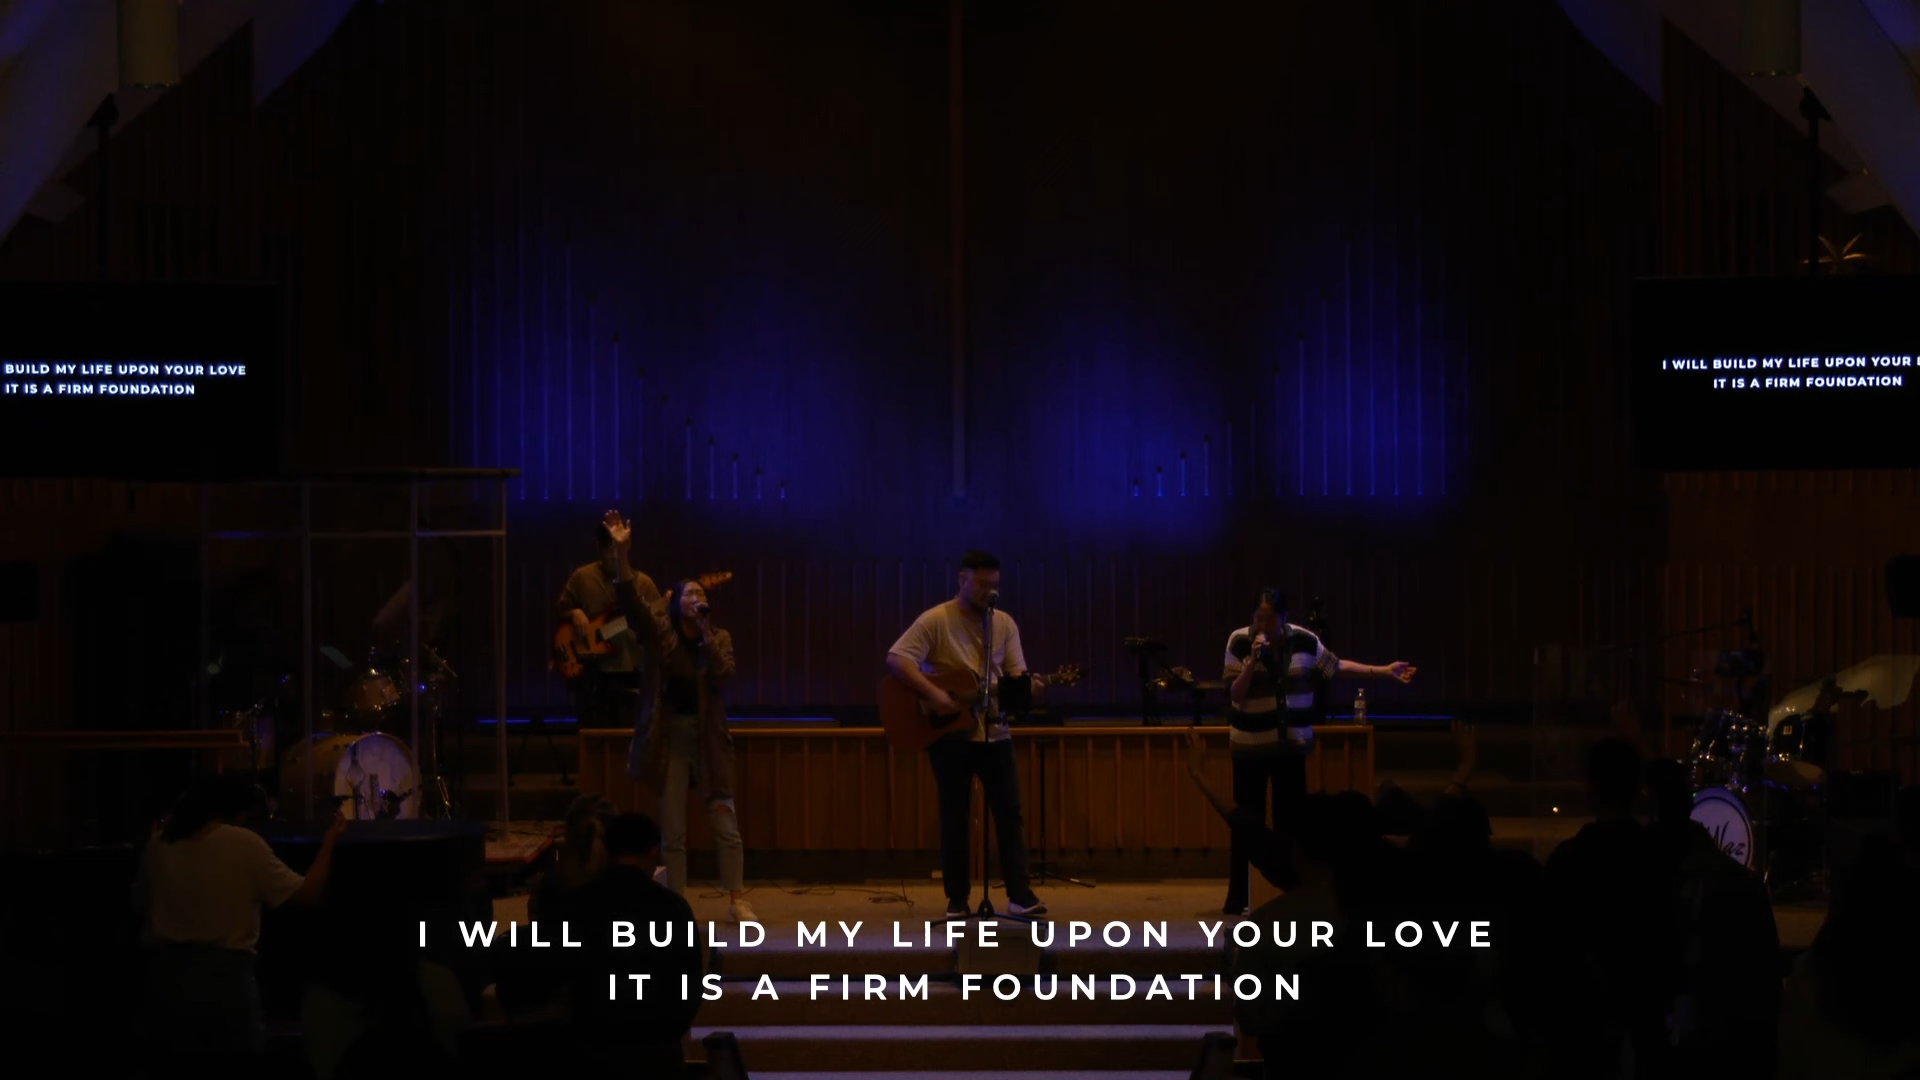 BUILD MY LIFE UPON YOUR LOVE
IT IS A FIRM FOUNDATION
I WILL BUILD MY LIFE UPON YOUR
IT IS A FIRM FOUNDATION
I WILL BUILD MY LIFE UPON YOUR LOVE
IT IS A FIRM FOUNDATION